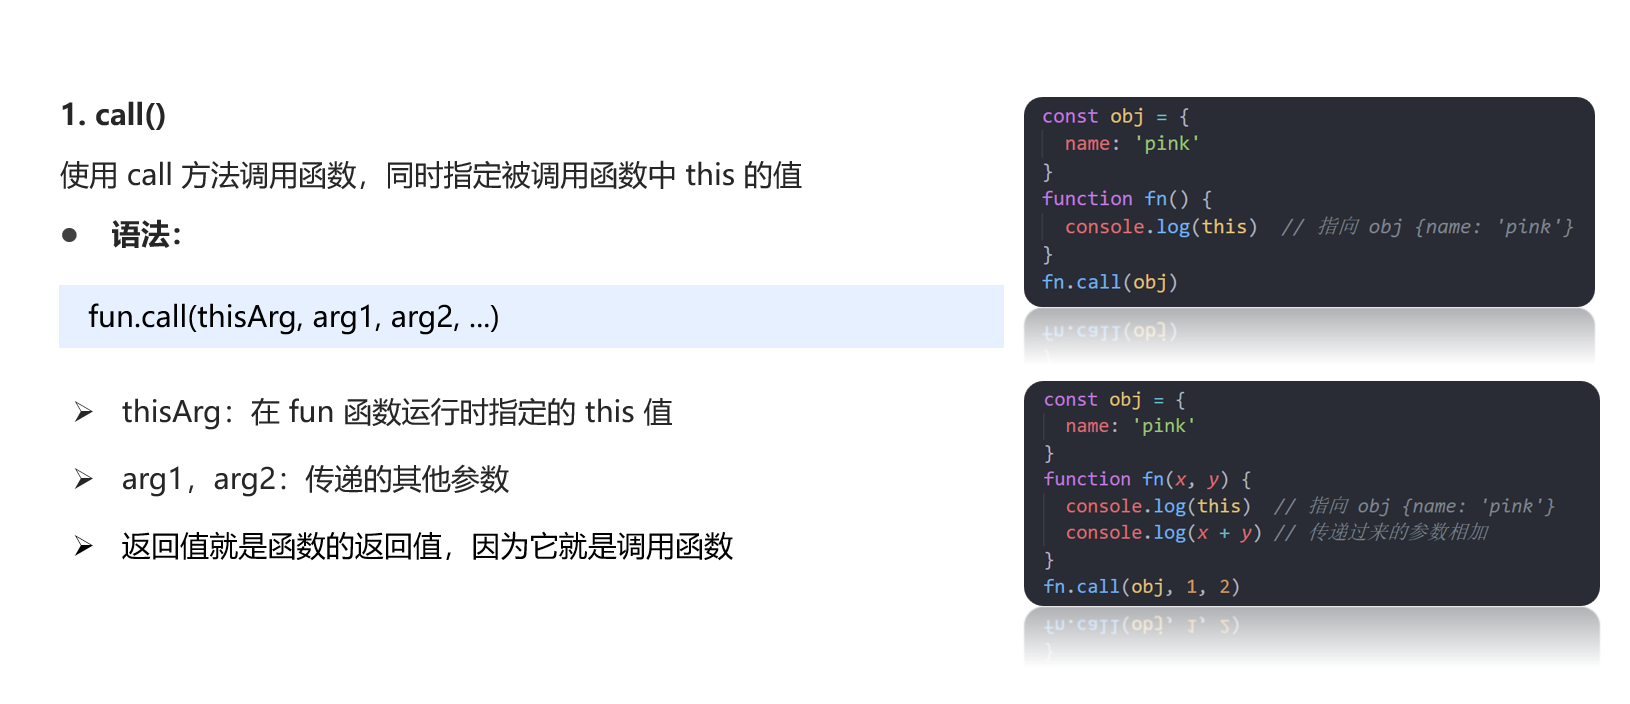 1. call()
使用 call 方法调用函数，同时指定被调用函数中 this 的值
● 语法：
fun.call(thisArg, arg1, arg2, ...)
➢ thisArg：在 fun 函数运行时指定的 this 值
➢ arg1，arg2：传递的其他参数
➢ 返回值就是函数的返回值，因为它就是调用函数
const obj = {
  name: 'pink'
}
function fn() {
  console.log(this)  // 指向 obj {name: 'pink'}
}
fn.call(obj)
const obj = {
  name: 'pink'
}
function fn(x, y) {
  console.log(this)  // 指向 obj {name: 'pink'}
  console.log(x + y) // 传递过来的参数相加
}
fn.call(obj, 1, 2)